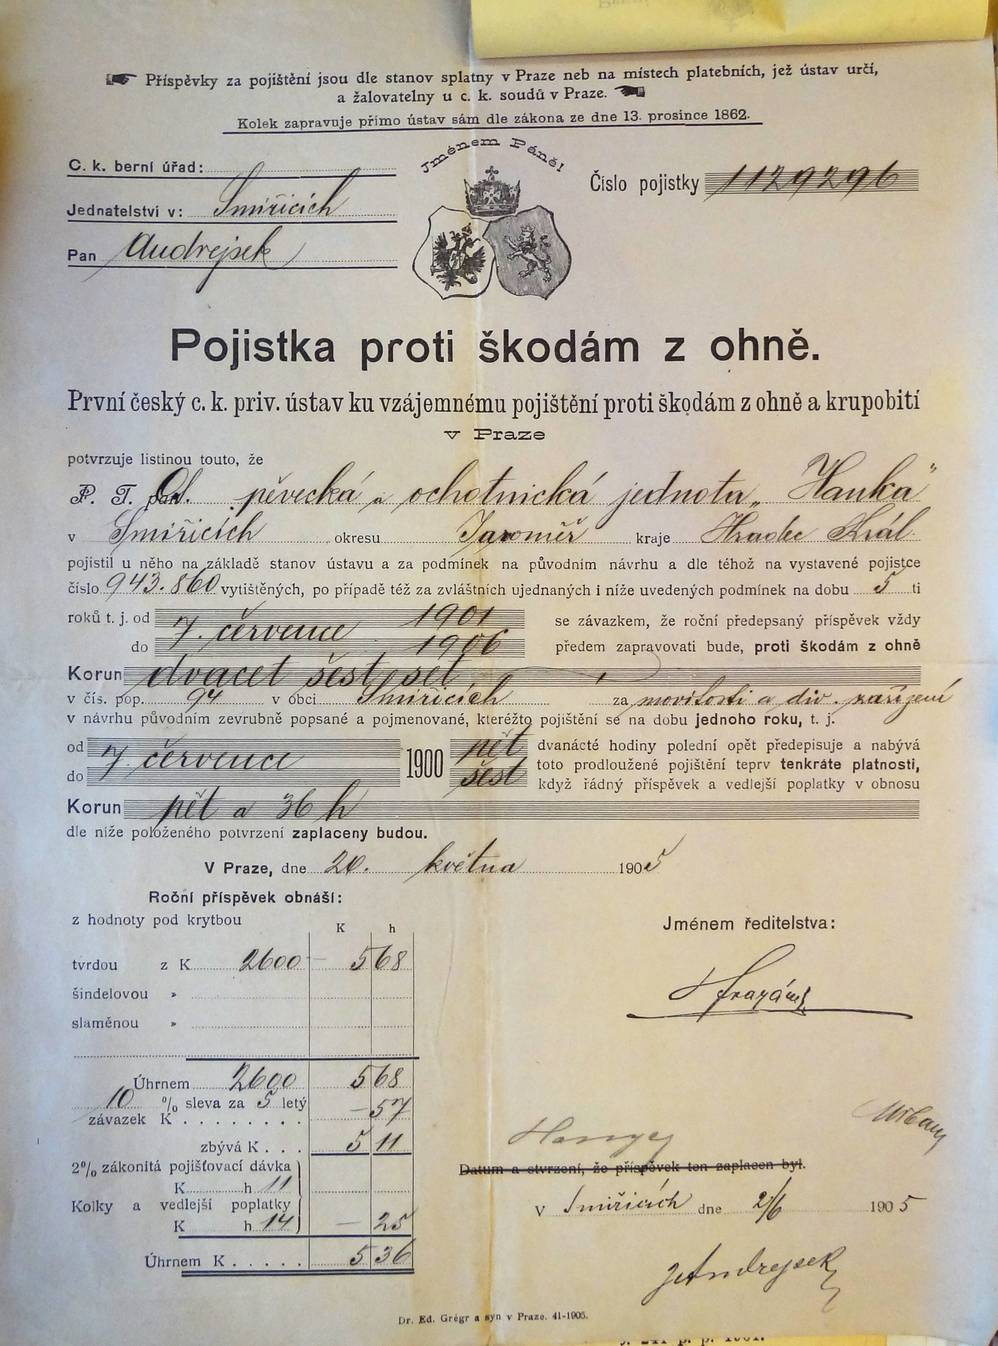 Příspěvky za pojištění jsou dle stanov splatny v Praze neb na místech platebních, jež ústav určí,
a žalovatelny u c. k. soudů v Praze.
Kolek zapravuje přímo ústav sám dle zákona ze dne 13. prosince 1862.
C. k. berní úřad:
Jménem Páně!
Číslo pojistky 1129296
Jednatelství v: Smiřicích
Pan Andrejsek
Pojistka proti škodám z ohně.
První český c. k. priv. ústav ku vzájemnému pojištění proti škodám z ohně a krupobití
v Praze
potvrzuje listinou touto, že
P. T. pěvecká a ochotnická jednota „Hanka“
v Smiřicích okresu Jaroměř kraje Hradec Král.
pojistil u něho na základě stanov ústavu a za podmínek na původním návrhu a dle téhož na vystavené pojistce
číslo 943.860 vytištěných, po případě též za zvláštních ujednaných i níže uvedených podmínek na dobu 5 ti
roků t. j. od 7. července 1901 se závazkem, že roční předepsaný příspěvek vždy
do 1906 předem zapravovati bude, proti škodám z ohně
Korun dvacet šest set
v čís. pop. 94 v obci Smiřicích za movitosti a div. zařízení
v návrhu původním zevrubně popsané a pojmenované, kteréžto pojištění se na dobu jednoho roku, t. j.
od 7. července 1900 pět dvanácté hodiny polední opět předepisuje a nabývá
do šest toto prodloužené pojištění teprv tenkráte platnosti,
když řádný příspěvek a vedlejší poplatky v obnosu
Korun pět a 36 h
dle níže položeného potvrzení zaplaceny budou.
V Praze, dne 20. května 1905
Roční příspěvek obnáší:
z hodnoty pod krytbou K h
Jménem ředitelstva:
tvrdou z K 2600 — 5 68
šindelovou »
slaměnou »
Úhrnem 2600 5 68
10 % sleva za 5 letý
závazek K — 57
zbývá K 5 11
2% zákonitá pojišťovací dávka
K h 11
Kolky a vedlejší poplatky
K h 14 — 25
Úhrnem K 5 36
Datum a stvrzení, že příspěvek ten zaplacen byl.
V Smiřicích dne 2/6 1905
JAndrejsek
Dr. Ed. Grégr a syn v Praze. 41-1905.